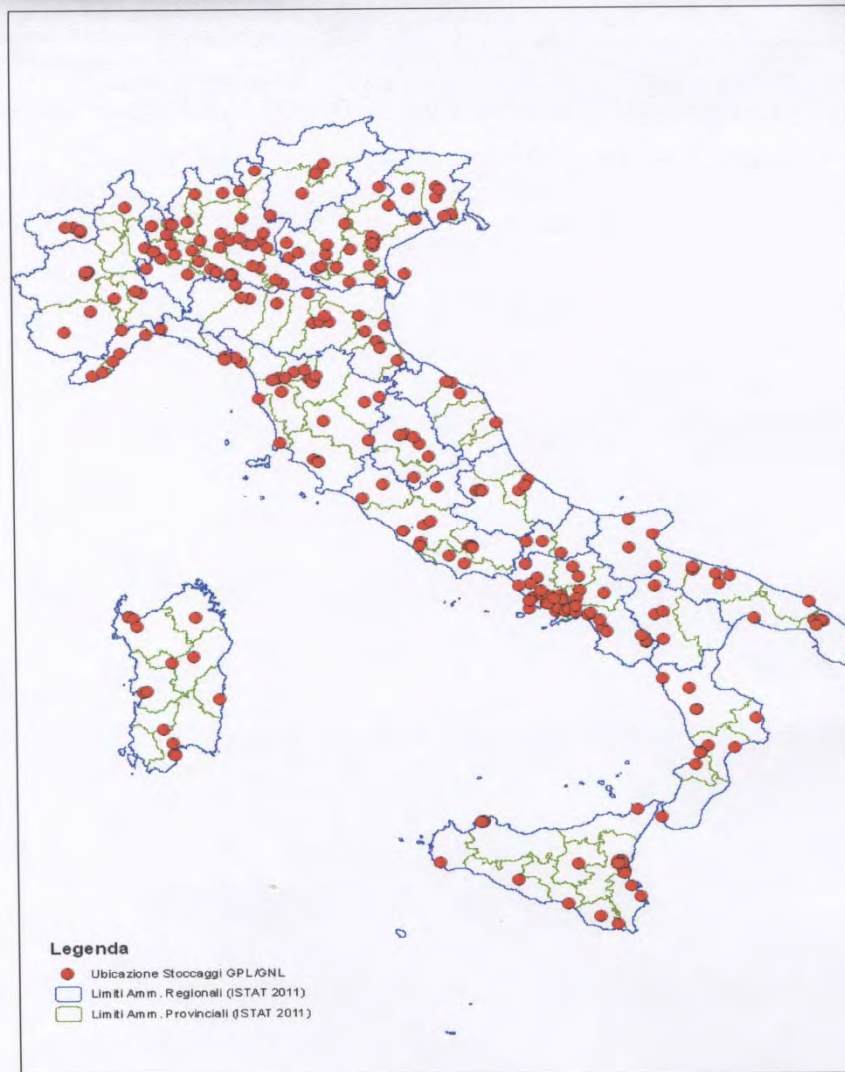 Legenda
Ubicazione Stoccaggi GPL/GNL
Limiti Amm. Regionali (ISTAT 2011)
Limiti Amm. Provinciali (ISTAT 2011)